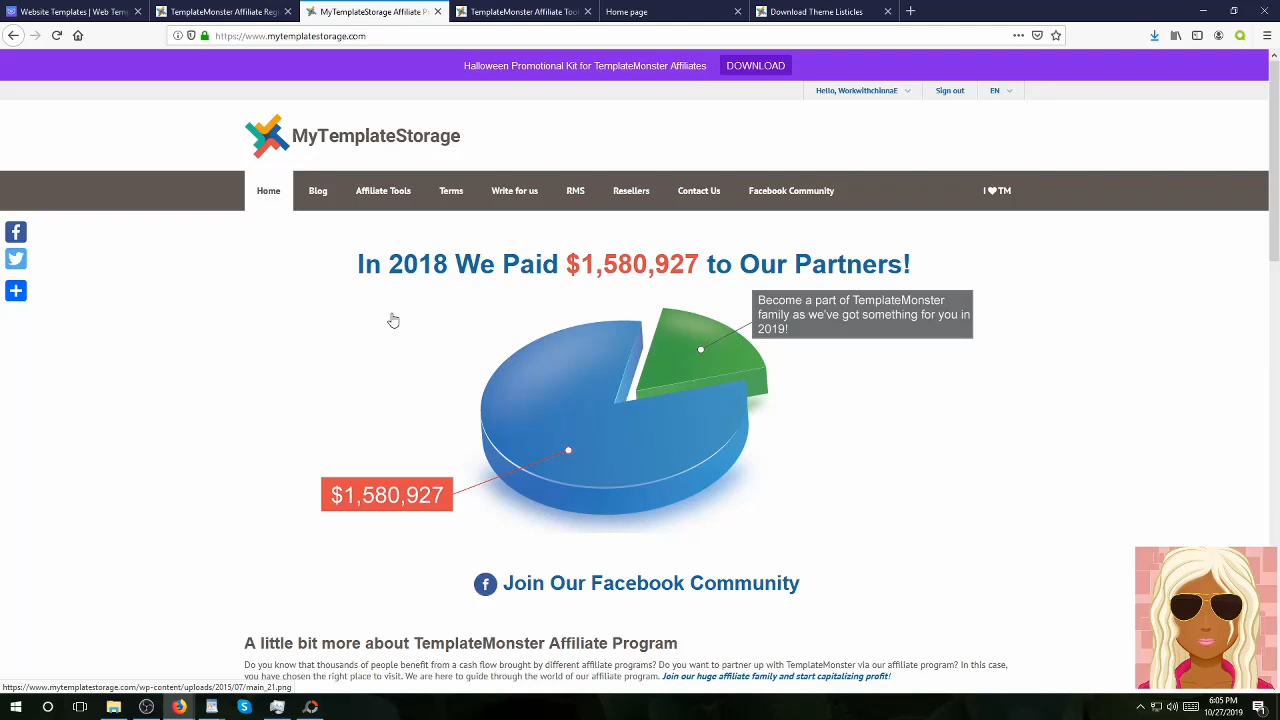 Website Templates | Web Temp
TemplateMonster Affiliate Regi
MyTemplateStorage Affiliate Pr
TemplateMonster Affiliate Tool
Home page
Download Theme Listicles
https://www.mytemplatestorage.com
Halloween Promotional Kit for TemplateMonster Affiliates
DOWNLOAD
Hello, WorkwithchinnaE
Sign out
EN
MyTemplateStorage
Home
Blog
Affiliate Tools
Terms
Write for us
RMS
Resellers
Contact Us
Facebook Community
I ❤ TM
In 2018 We Paid $1,580,927 to Our Partners!
Become a part of TemplateMonster
family as we've got something for you in
2019!
$1,580,927
Join Our Facebook Community
A little bit more about TemplateMonster Affiliate Program
Do you know that thousands of people benefit from a cash flow brought by different affiliate programs? Do you want to partner up with TemplateMonster via our affiliate program? In this case,
you have chosen the right place to visit. We are here to guide through the world of our affiliate program. Join our huge affiliate family and start capitalizing profit!
https://www.mytemplatestorage.com/wp-content/uploads/2015/07/main_21.png
6:05 PM
10/27/2019